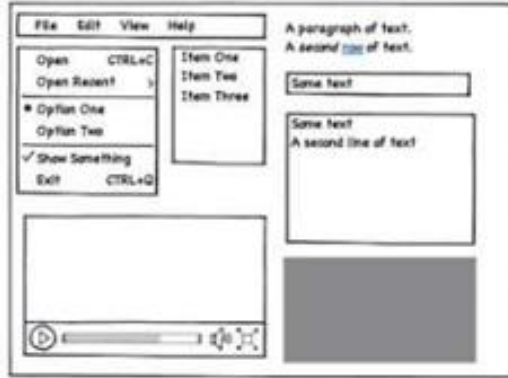 File Edit View Help
Open CTRL+C
Open Recent >
Option One
Option Two
Show Something
Exit CTRL+Q
Item One
Item Two
Item Three
A paragraph of text.
A second row of text.
Some text
Some text
A second line of text